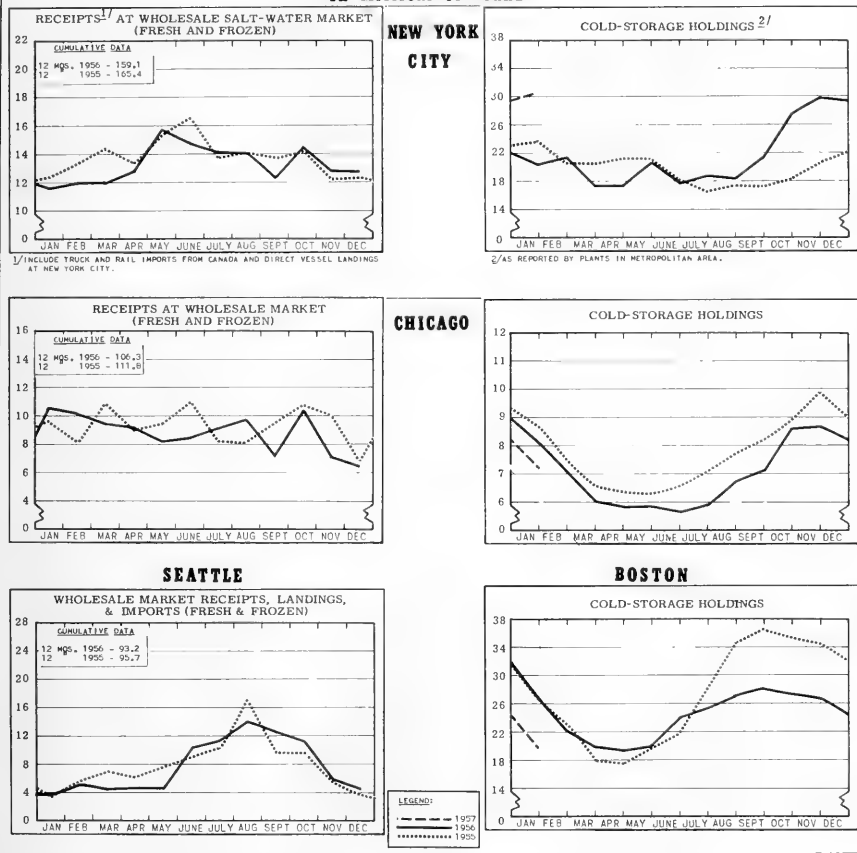 RECEIPTS1/ AT WHOLESALE SALT-WATER MARKET
(FRESH AND FROZEN)
CUMULATIVE DATA
12 MOS. 1956 - 159.1
12 1955 - 165.4
22
20
18
16
14
12
0
JAN FEB MAR APR MAY JUNE JULY AUG SEPT OCT NOV DEC
1/INCLUDE TRUCK AND RAIL IMPORTS FROM CANADA AND DIRECT VESSEL LANDINGS
AT NEW YORK CITY.
NEW YORK
CITY
COLD-STORAGE HOLDINGS 2/
38
34
30
26
22
18
14
0
JAN FEB MAR APR MAY JUNE JULY AUG SEPT OCT NOV DEC
2/AS REPORTED BY PLANTS IN METROPOLITAN AREA.
RECEIPTS AT WHOLESALE MARKET
(FRESH AND FROZEN)
CUMULATIVE DATA
12 MOS. 1956 - 106.3
12 1955 - 111.8
16
14
12
10
8
6
4
0
JAN FEB MAR APR MAY JUNE JULY AUG SEPT OCT NOV DEC
CHICAGO
COLD-STORAGE HOLDINGS
12
11
10
9
8
7
6
0
JAN FEB MAR APR MAY JUNE JULY AUG SEPT OCT NOV DEC
SEATTLE
WHOLESALE MARKET RECEIPTS, LANDINGS,
& IMPORTS (FRESH & FROZEN)
CUMULATIVE DATA
12 MOS. 1956 - 93.2
12 1955 - 95.7
28
24
20
16
12
8
4
0
JAN FEB MAR APR MAY JUNE JULY AUG SEPT OCT NOV DEC
LEGEND:
1957
1956
1955
BOSTON
COLD-STORAGE HOLDINGS
38
34
30
26
22
18
14
0
JAN FEB MAR APR MAY JUNE JULY AUG SEPT OCT NOV DEC